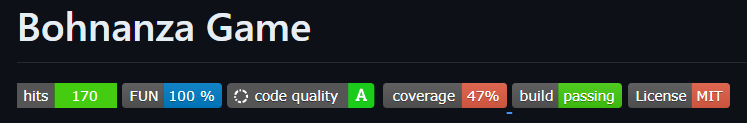 Bohnanza Game
hits 170 FUN 100 % code quality A coverage 47% build passing License MIT